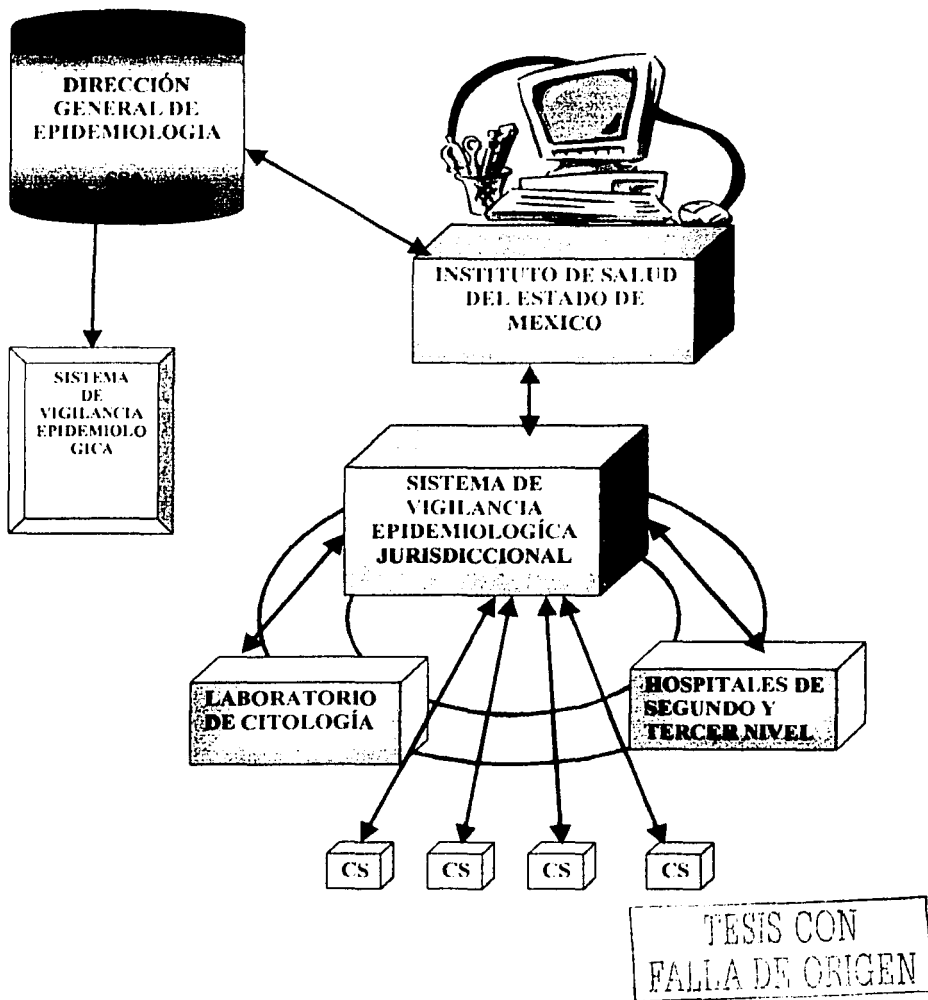 DIRECCIÓN
GENERAL DE
EPIDEMIOLOGIA
SSA
INSTITUTO DE SALUD
DEL ESTADO DE
MEXICO
SISTEMA
DE
VIGILANCIA
EPIDEMIOLO
GICA
SISTEMA DE
VIGILANCIA
EPIDEMIOLOGÍCA
JURISDICCIONAL
LABORATORIO
DE CITOLOGÍA
HOSPITALES DE
SEGUNDO Y
TERCER NIVEL
CS
CS
CS
CS
TESIS CON
FALLA DE ORIGEN